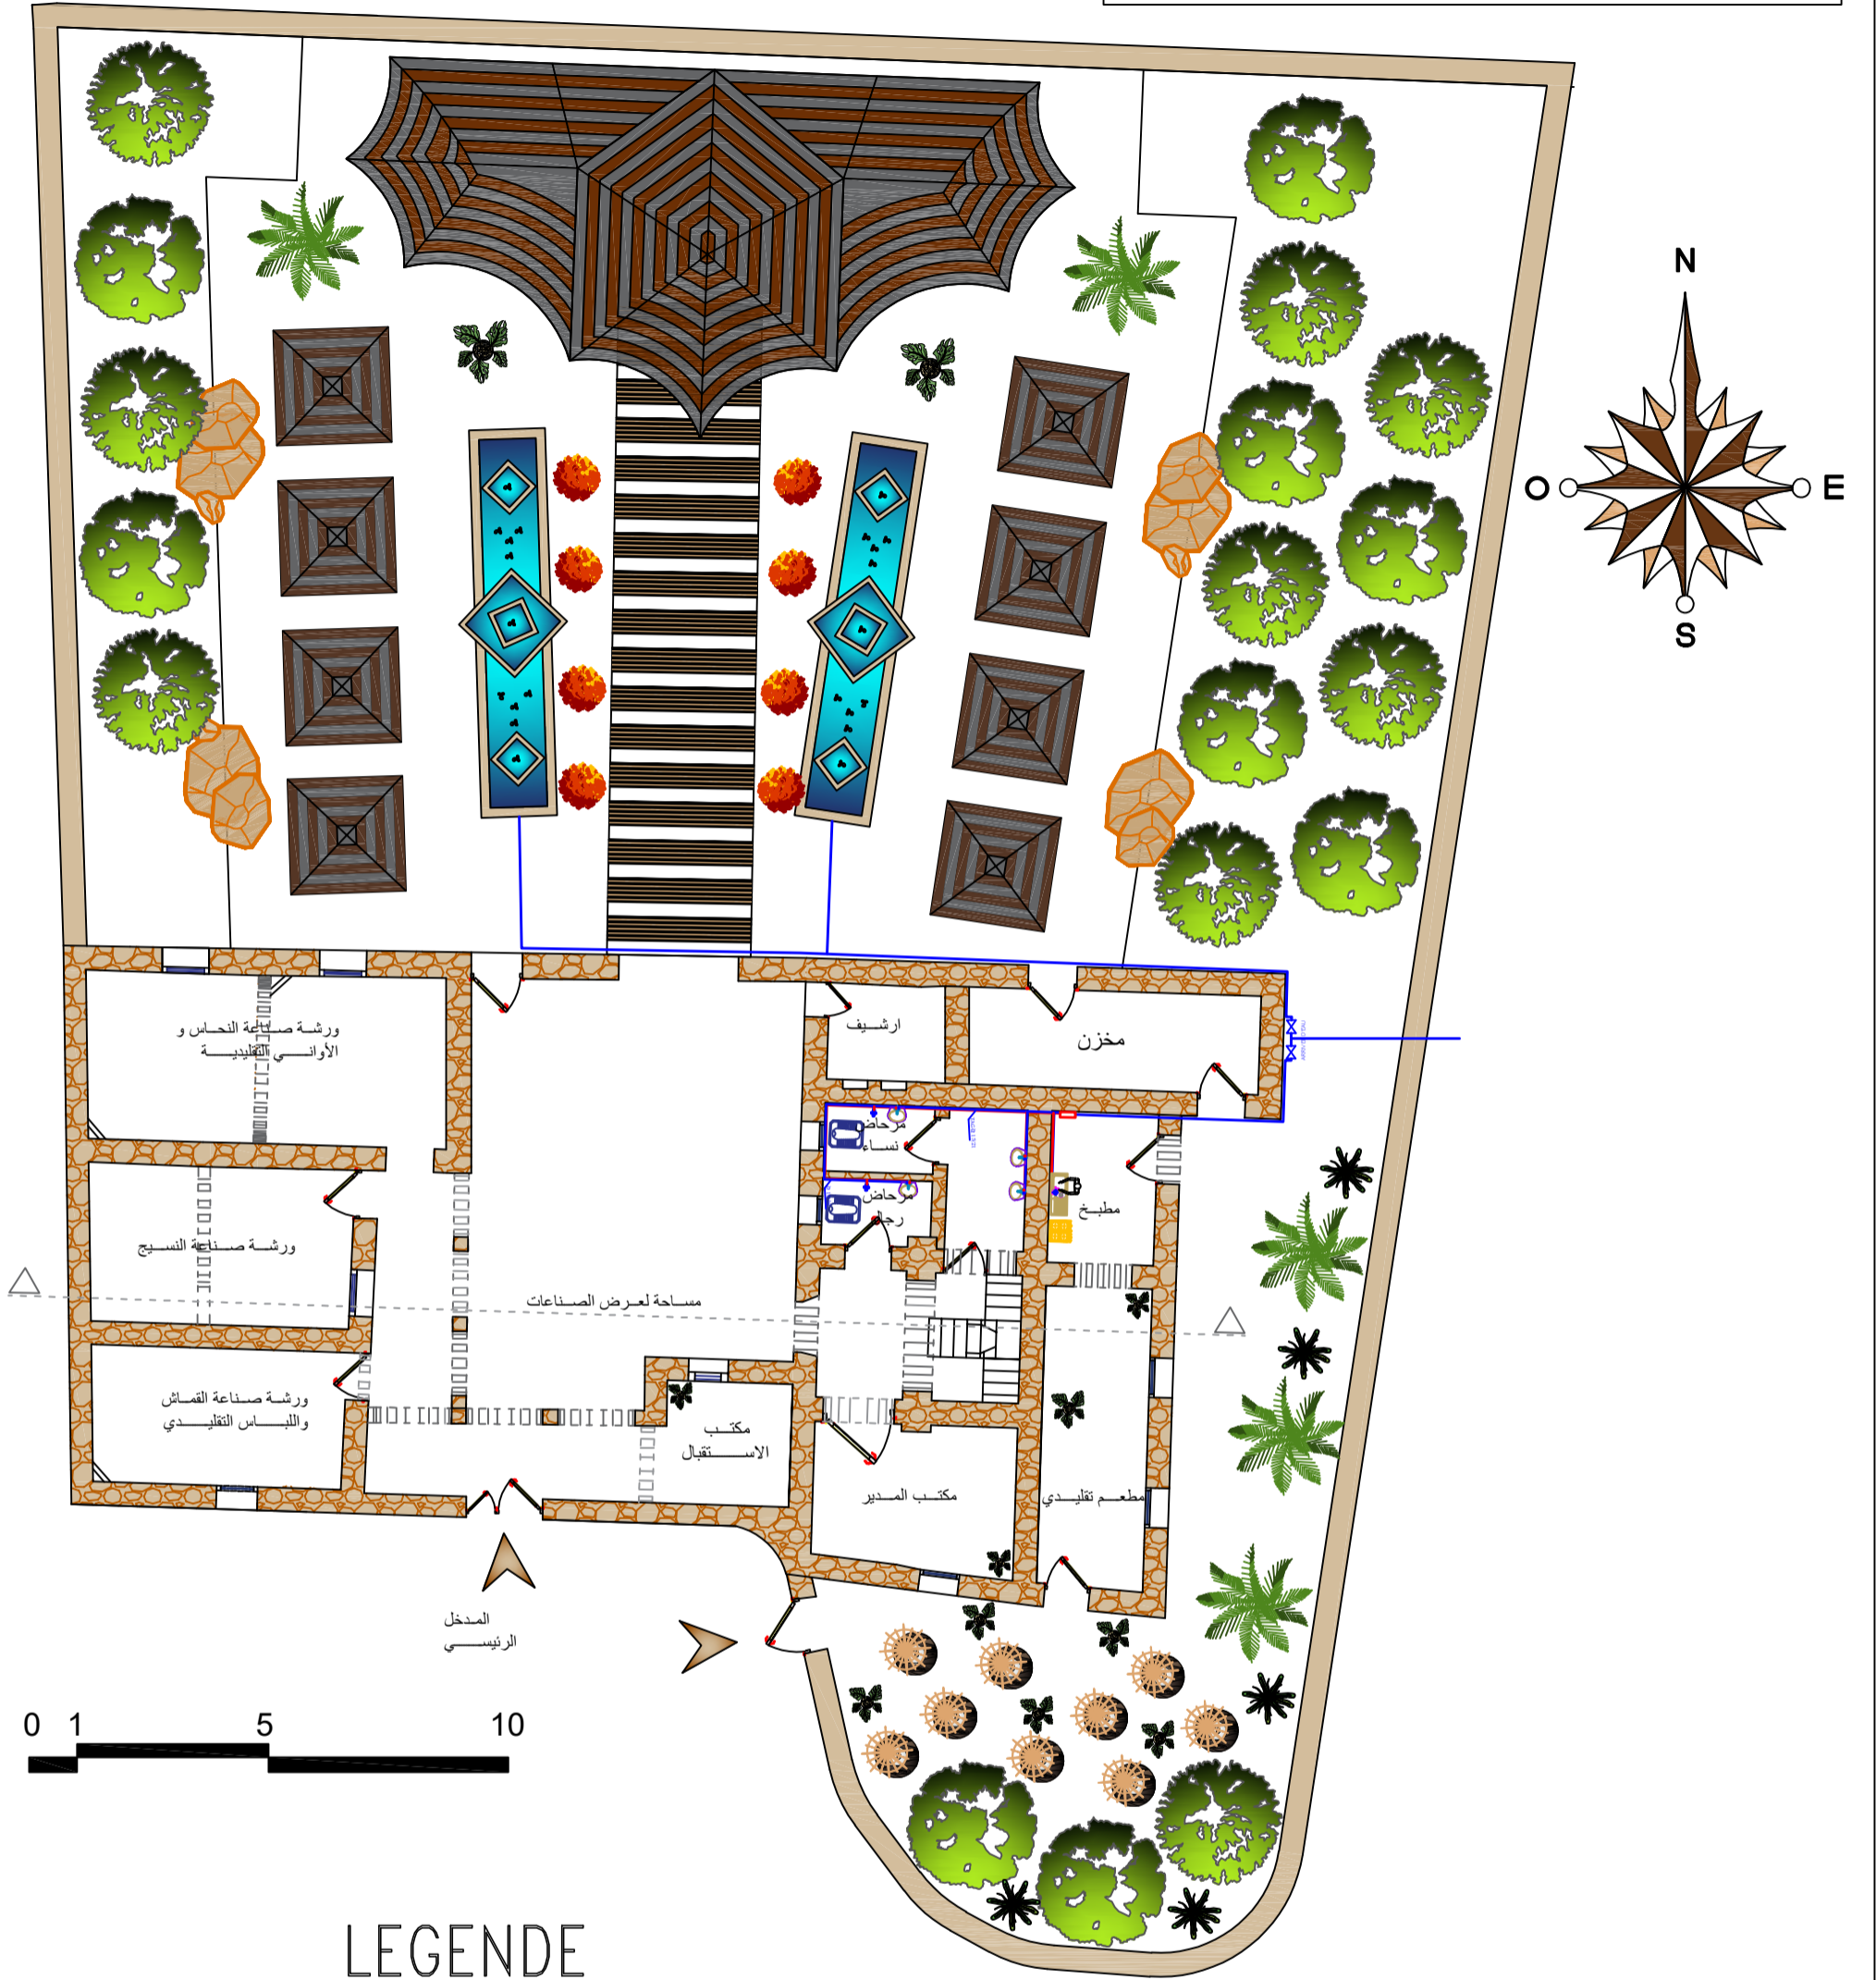 N
O E
S
ورشة صناعة النحاس و
الأواني التقليدية
ارشيف
مخزن
مرحاض
نساء
مرحاض
رجال
مطبخ
ورشة صناعة النسيج
مساحة لعرض الصناعات
ورشة صناعة القماش
واللباس التقليدي
مكتب
الاستقبال
مكتب المدير
مطعم تقليدي
المدخل
الرئيسي
0 1 5 10
LEGENDE